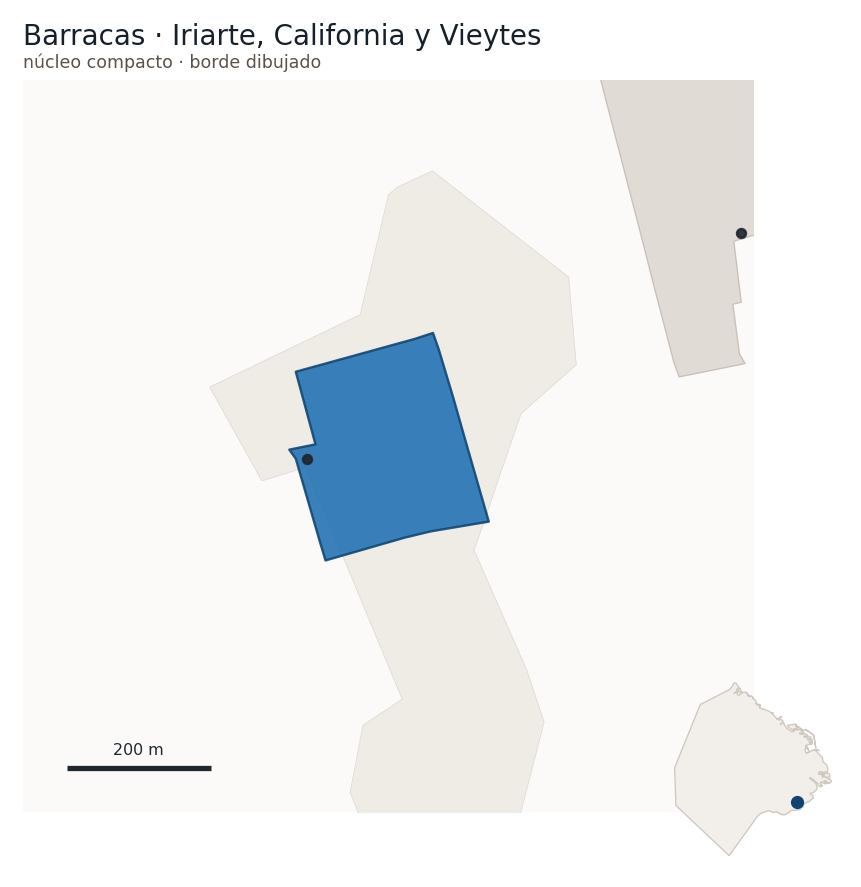 Barracas · Iriarte, California y Vieytes
núcleo compacto · borde dibujado
200 m